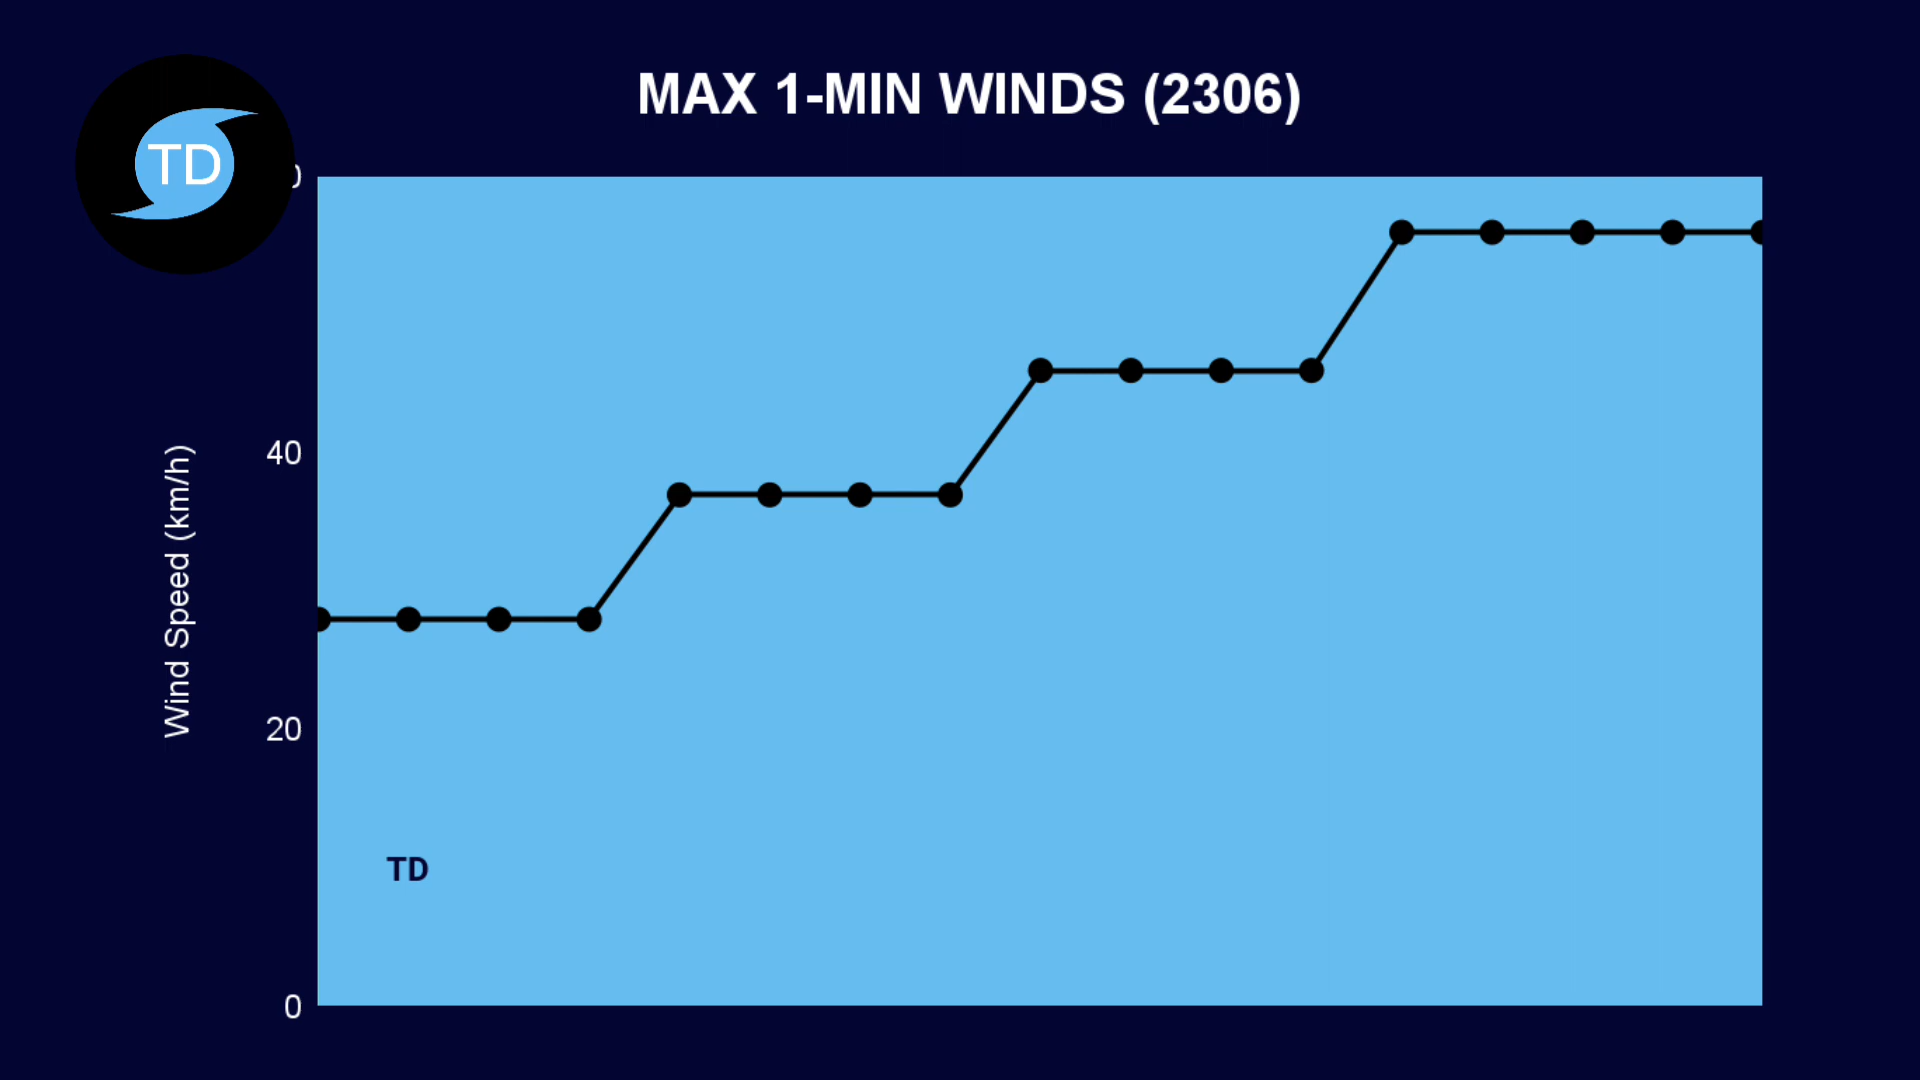 MAX 1-MIN WINDS (2306)
TD
40
Wind Speed (km/h)
20
TD
0